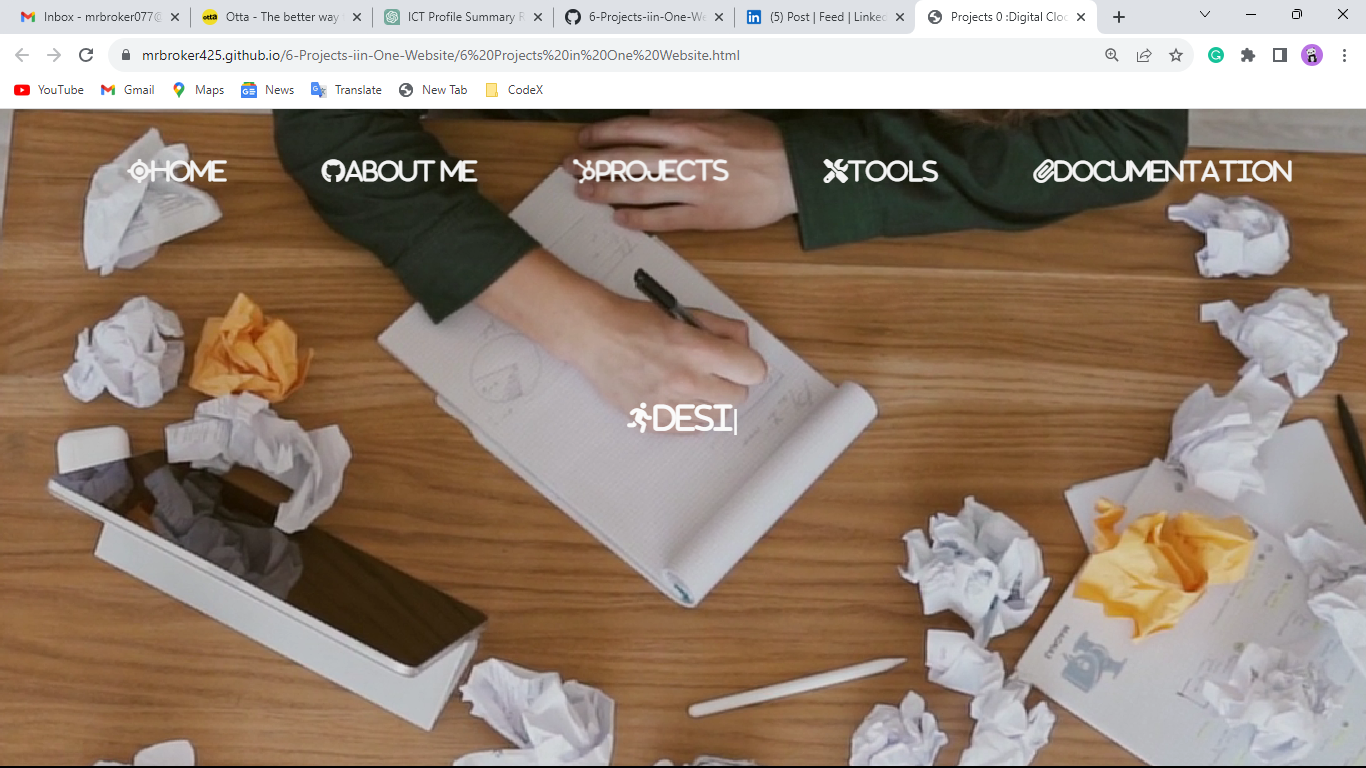 Inbox - mrbroker077@
Otta - The better way
ICT Profile Summary R
6-Projects-iin-One-We
(5) Post | Feed | Linked
Projects 0 :Digital Cloc
mrbroker425.github.io/6-Projects-iin-One-Website/6%20Projects%20in%20One%20Website.html
YouTube
Gmail
Maps
News
Translate
New Tab
CodeX
HOME
ABOUT ME
PROJECTS
TOOLS
DOCUMENTATION
DESI